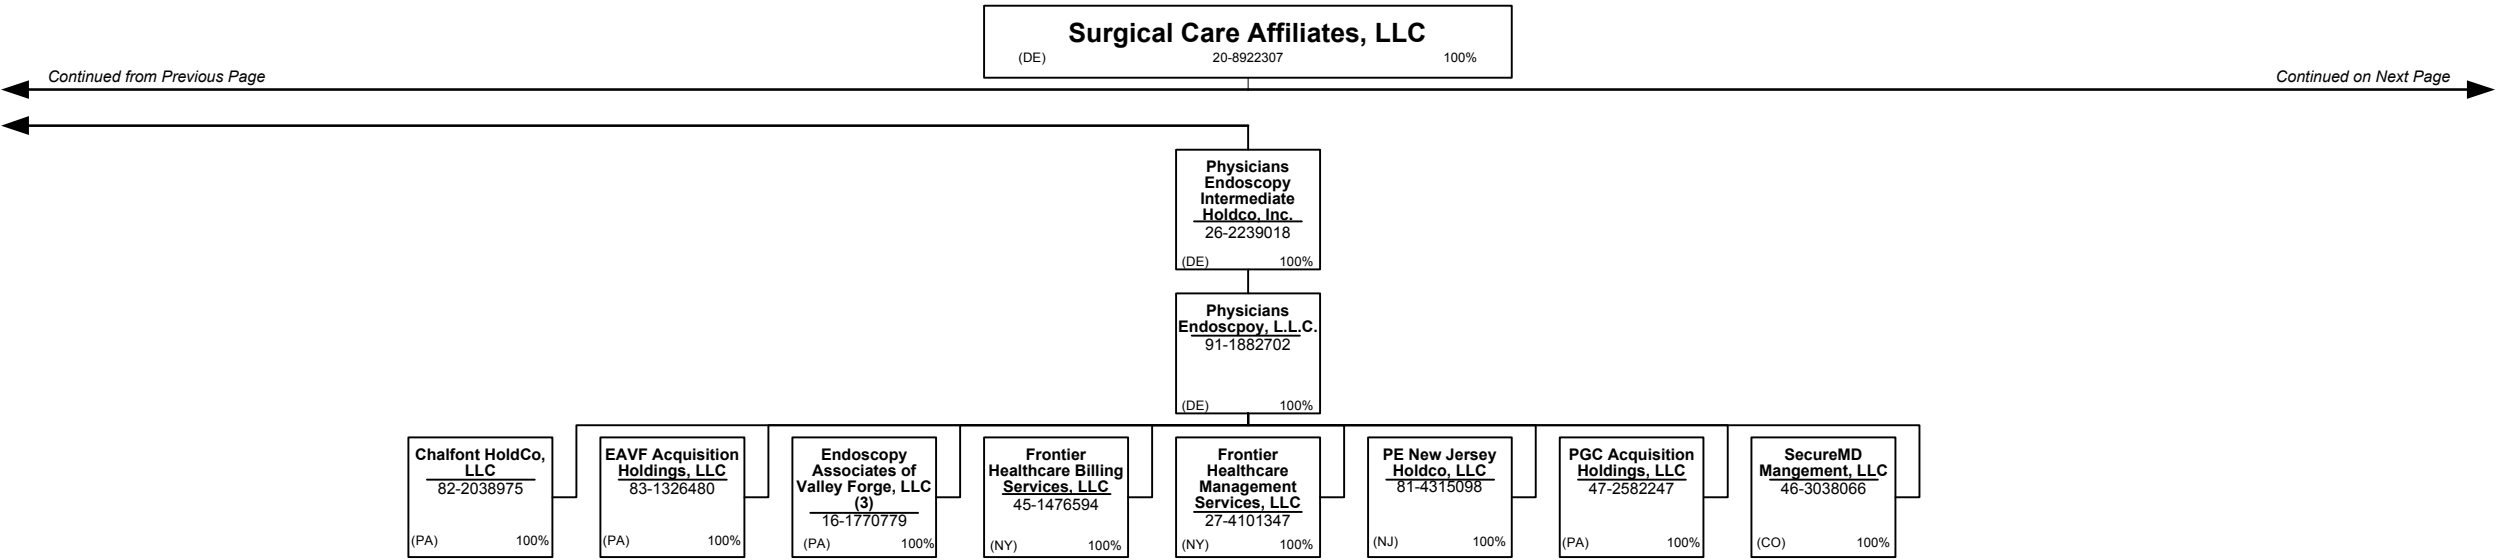 Surgical Care Affiliates, LLC
(DE) 20-8922307 100%
Continued from Previous Page
Continued on Next Page
Physicians
Endoscopy
Intermediate
Holdco, Inc.
26-2239018
(DE) 100%
Physicians
Endoscpoy, L.L.C.
91-1882702
(DE) 100%
Chalfont HoldCo,
LLC
82-2038975
(PA) 100%
EAVF Acquisition
Holdings, LLC
83-1326480
(PA) 100%
Endoscopy
Associates of
Valley Forge, LLC
(3)
16-1770779
(PA) 100%
Frontier
Healthcare Billing
Services, LLC
45-1476594
(NY) 100%
Frontier
Healthcare
Management
Services, LLC
27-4101347
(NY) 100%
PE New Jersey
Holdco, LLC
81-4315098
(NJ) 100%
PGC Acquisition
Holdings, LLC
47-2582247
(PA) 100%
SecureMD
Mangement, LLC
46-3038066
(CO) 100%